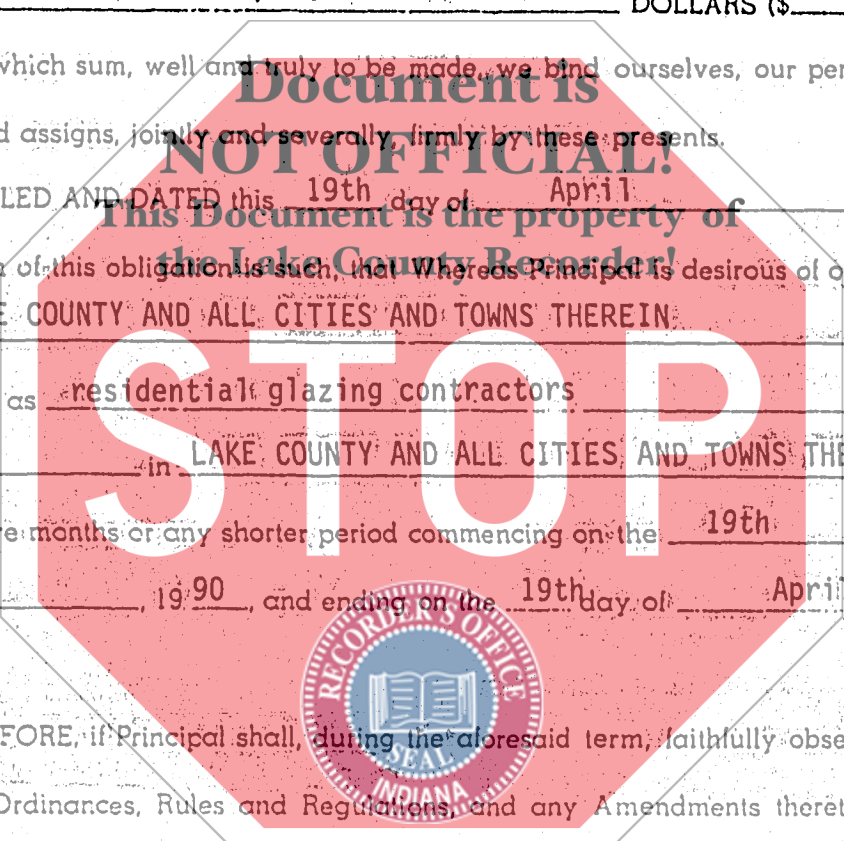 DOLLARS ($
which sum, well and truly to be made, we bind ourselves, our per
Document is
d assigns, jointly and severally, firmly by these presents.
NOT OFFICIAL!
LED AND DATED this 19th day of April
This Document is the property of
of this obligation is such, that Whereas Principal is desirous of o
the Lake County Recorder!
E COUNTY AND ALL CITIES AND TOWNS THEREIN
STOP
as residential glazing contractors
in LAKE COUNTY AND ALL CITIES AND TOWNS THE
e months or any shorter period commencing on the 19th
, 19 90 , and ending on the 19th day of April
RECORDER'S OFFICE
SEAL
INDIANA
FORE, if Principal shall, during the aforesaid term, faithfully obse
Ordinances, Rules and Regulations, and any Amendments theret